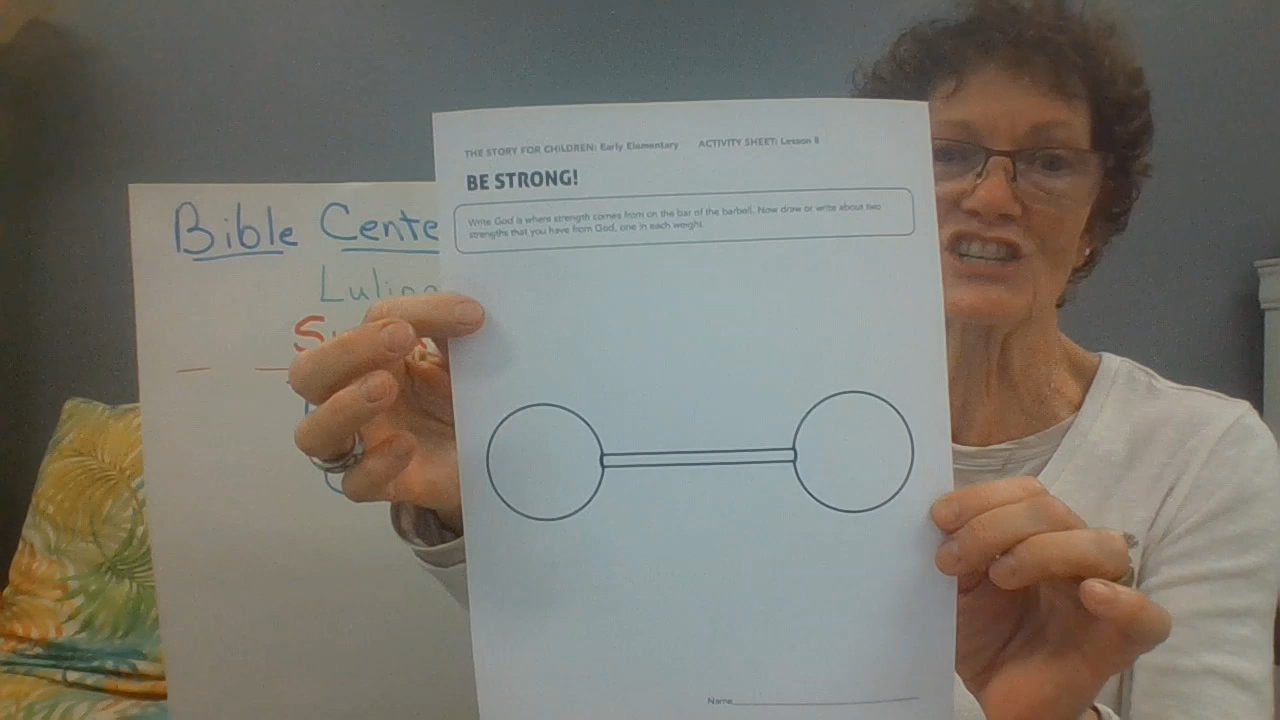 THE STORY FOR CHILDREN: Early Elementary ACTIVITY SHEET: Lesson 8
BE STRONG!
Write God is where strength comes from on the bar of the barbell. Now draw or write about two
strengths that you have from God, one in each weight.
Name
Bible Cente
Luling